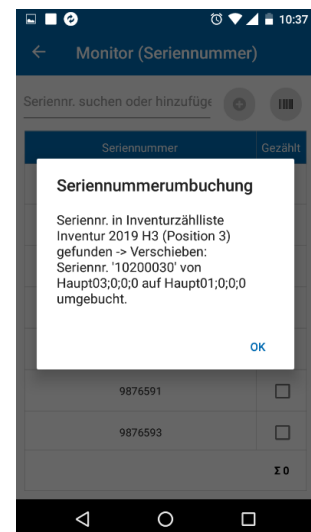 10:37
Monitor (Seriennummer)
Seriennr. suchen oder hinzufüge
Seriennummer
Gezählt
Seriennummerumbuchung
Seriennr. in Inventurzählliste
Inventur 2019 H3 (Position 3)
gefunden -> Verschieben:
Seriennr. '10200030' von
Haupt03;0;0;0 auf Haupt01;0;0;0
umgebucht.
OK
9876591
9876593
Σ 0